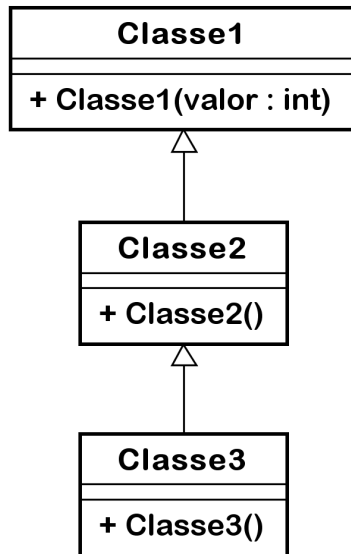 Classe1
+ Classe1(valor : int)
Classe2
+ Classe2()
Classe3
+ Classe3()